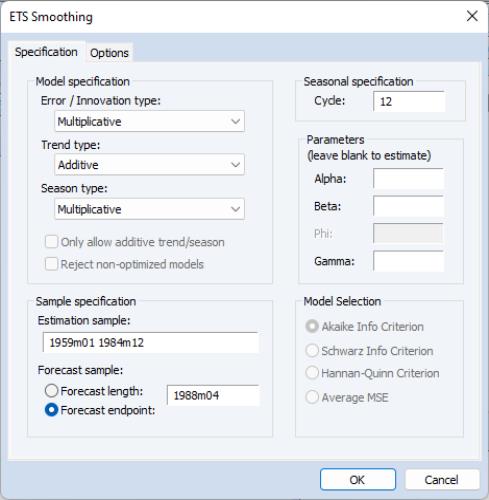 ETS Smoothing
Specification
Options
Model specification
Error / Innovation type:
Multiplicative
Trend type:
Additive
Season type:
Multiplicative
Only allow additive trend/season
Reject non-optimized models
Seasonal specification
Cycle: 12
Parameters
(leave blank to estimate)
Alpha:
Beta:
Phi:
Gamma:
Sample specification
Estimation sample:
1959m01 1984m12
Forecast sample:
Forecast length:
Forecast endpoint:
1988m04
Model Selection
Akaike Info Criterion
Schwarz Info Criterion
Hannan-Quinn Criterion
Average MSE
OK
Cancel